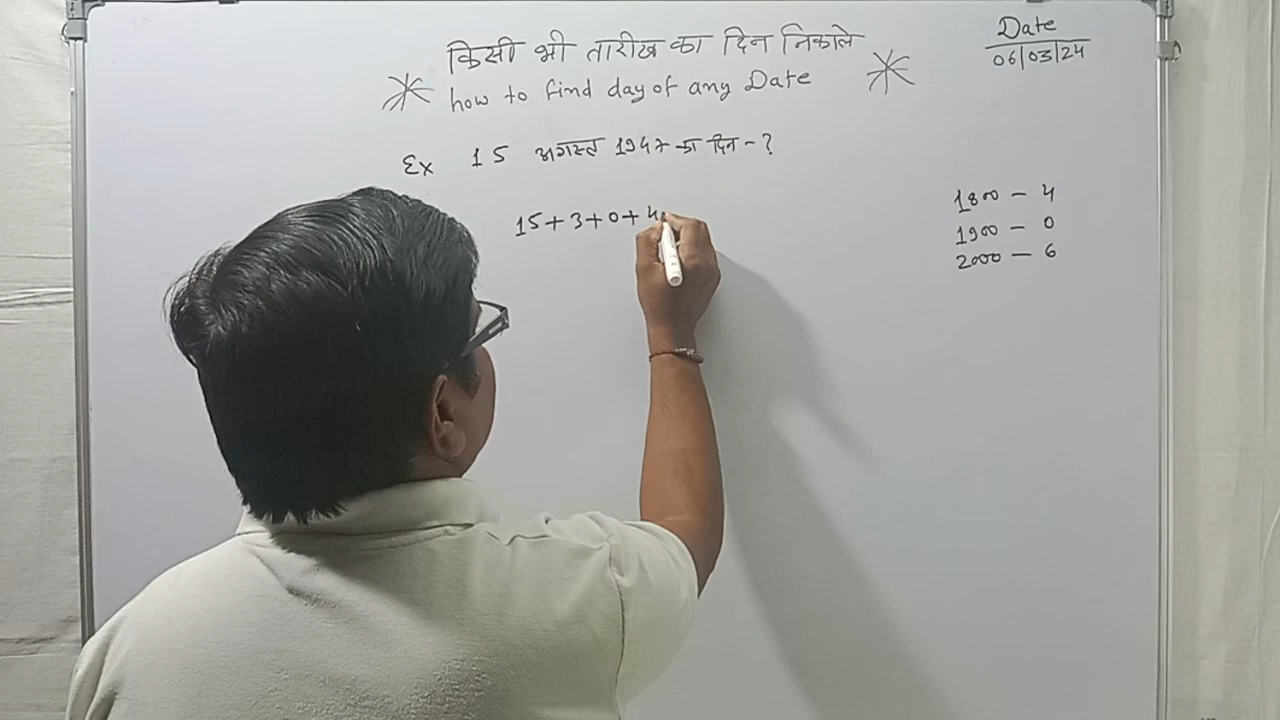 किसी भी तारीख का दिन निकाले
how to find day of any Date
Date
06/03/24
Ex 15 अगस्त 1947 का दिन - ?
15+3+0+4
1800 - 4
1900 - 0
2000 - 6